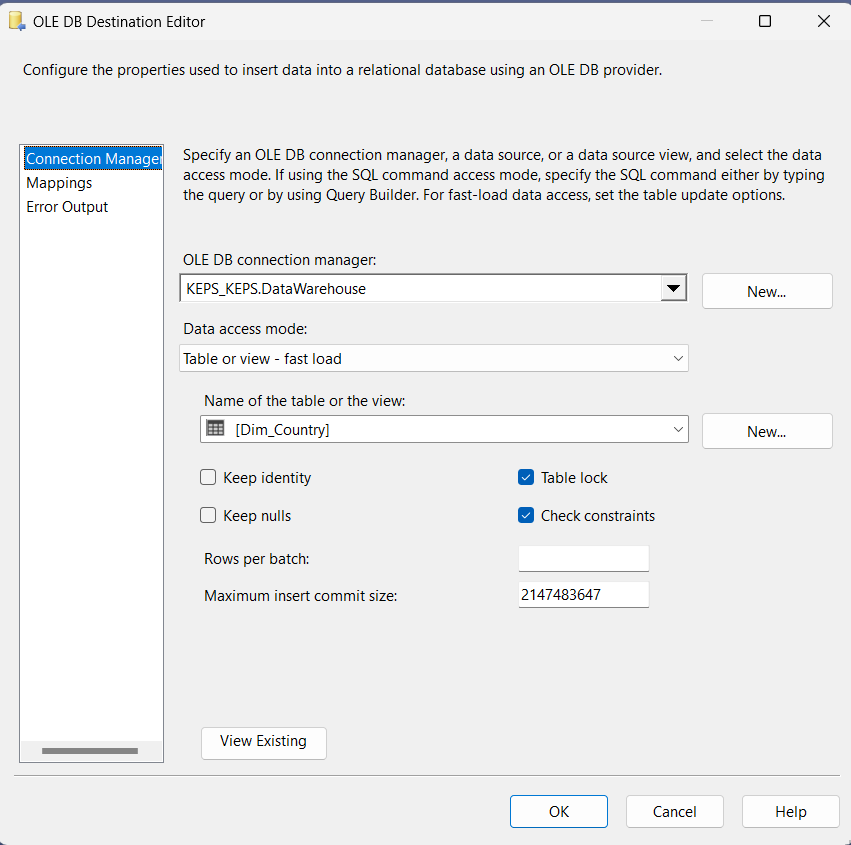 OLE DB Destination Editor
Configure the properties used to insert data into a relational database using an OLE DB provider.
Connection Manager
Mappings
Error Output
Specify an OLE DB connection manager, a data source, or a data source view, and select the data
access mode. If using the SQL command access mode, specify the SQL command either by typing
the query or by using Query Builder. For fast-load data access, set the table update options.
OLE DB connection manager:
KEPS_KEPS.DataWarehouse
New...
Data access mode:
Table or view - fast load
Name of the table or the view:
[Dim_Country]
New...
Keep identity
Table lock
Keep nulls
Check constraints
Rows per batch:
Maximum insert commit size:
2147483647
View Existing
OK
Cancel
Help